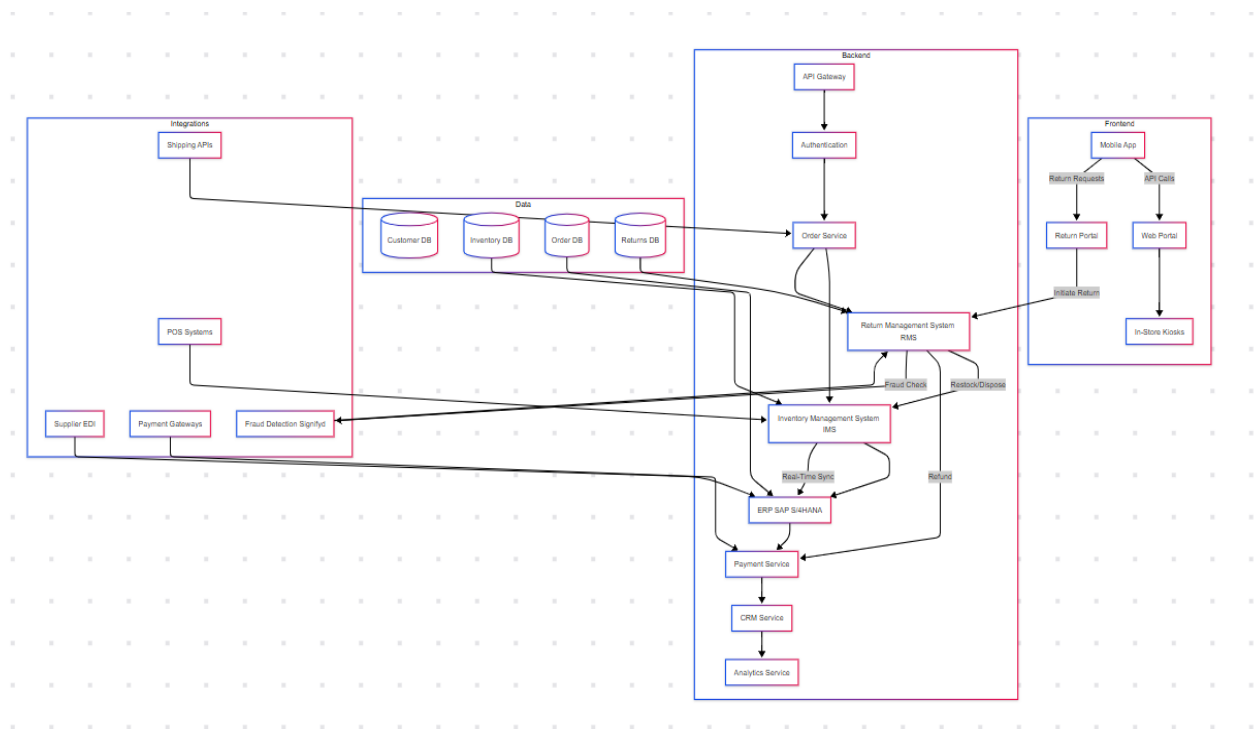 Backend
API Gateway
Integrations
Frontend
Shipping APIs
Authentication
Mobile App
Return Requests
API Calls
Data
Customer DB
Inventory DB
Order DB
Returns DB
Order Service
Return Portal
Web Portal
Initiate Return
POS Systems
Return Management System
RMS
In-Store Kiosks
Fraud Check
Restock/Dispose
Supplier EDI
Payment Gateways
Fraud Detection Signifyd
Inventory Management System
IMS
Real-Time Sync
Refund
ERP SAP S/4HANA
Payment Service
CRM Service
Analytics Service